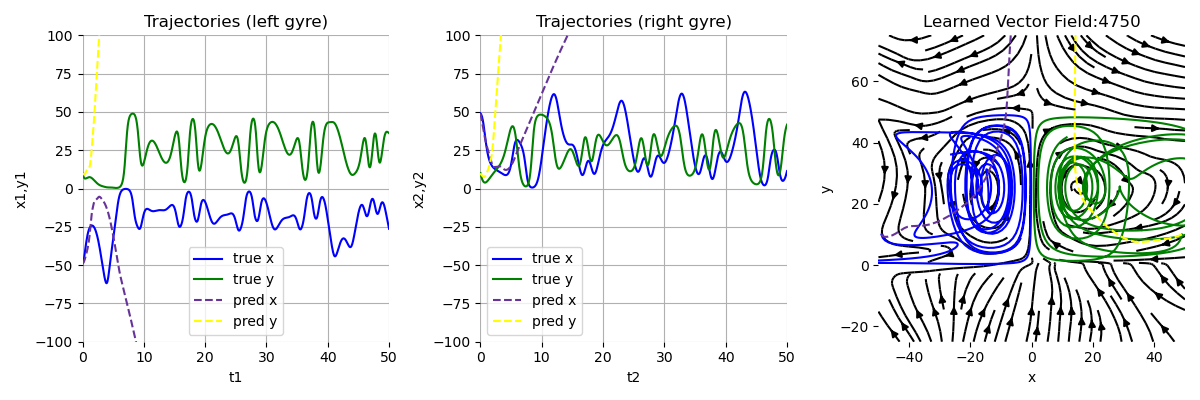 Trajectories (left gyre)
100
75
50
25
0
−25
−50
−75
−100
x1,y1
true x
true y
pred x
pred y
0 10 20 30 40 50
t1
Trajectories (right gyre)
100
75
50
25
0
−25
−50
−75
−100
x2,y2
true x
true y
pred x
pred y
0 10 20 30 40 50
t2
Learned Vector Field:4750
60
40
20
0
−20
y
−40 −20 0 20 40
x